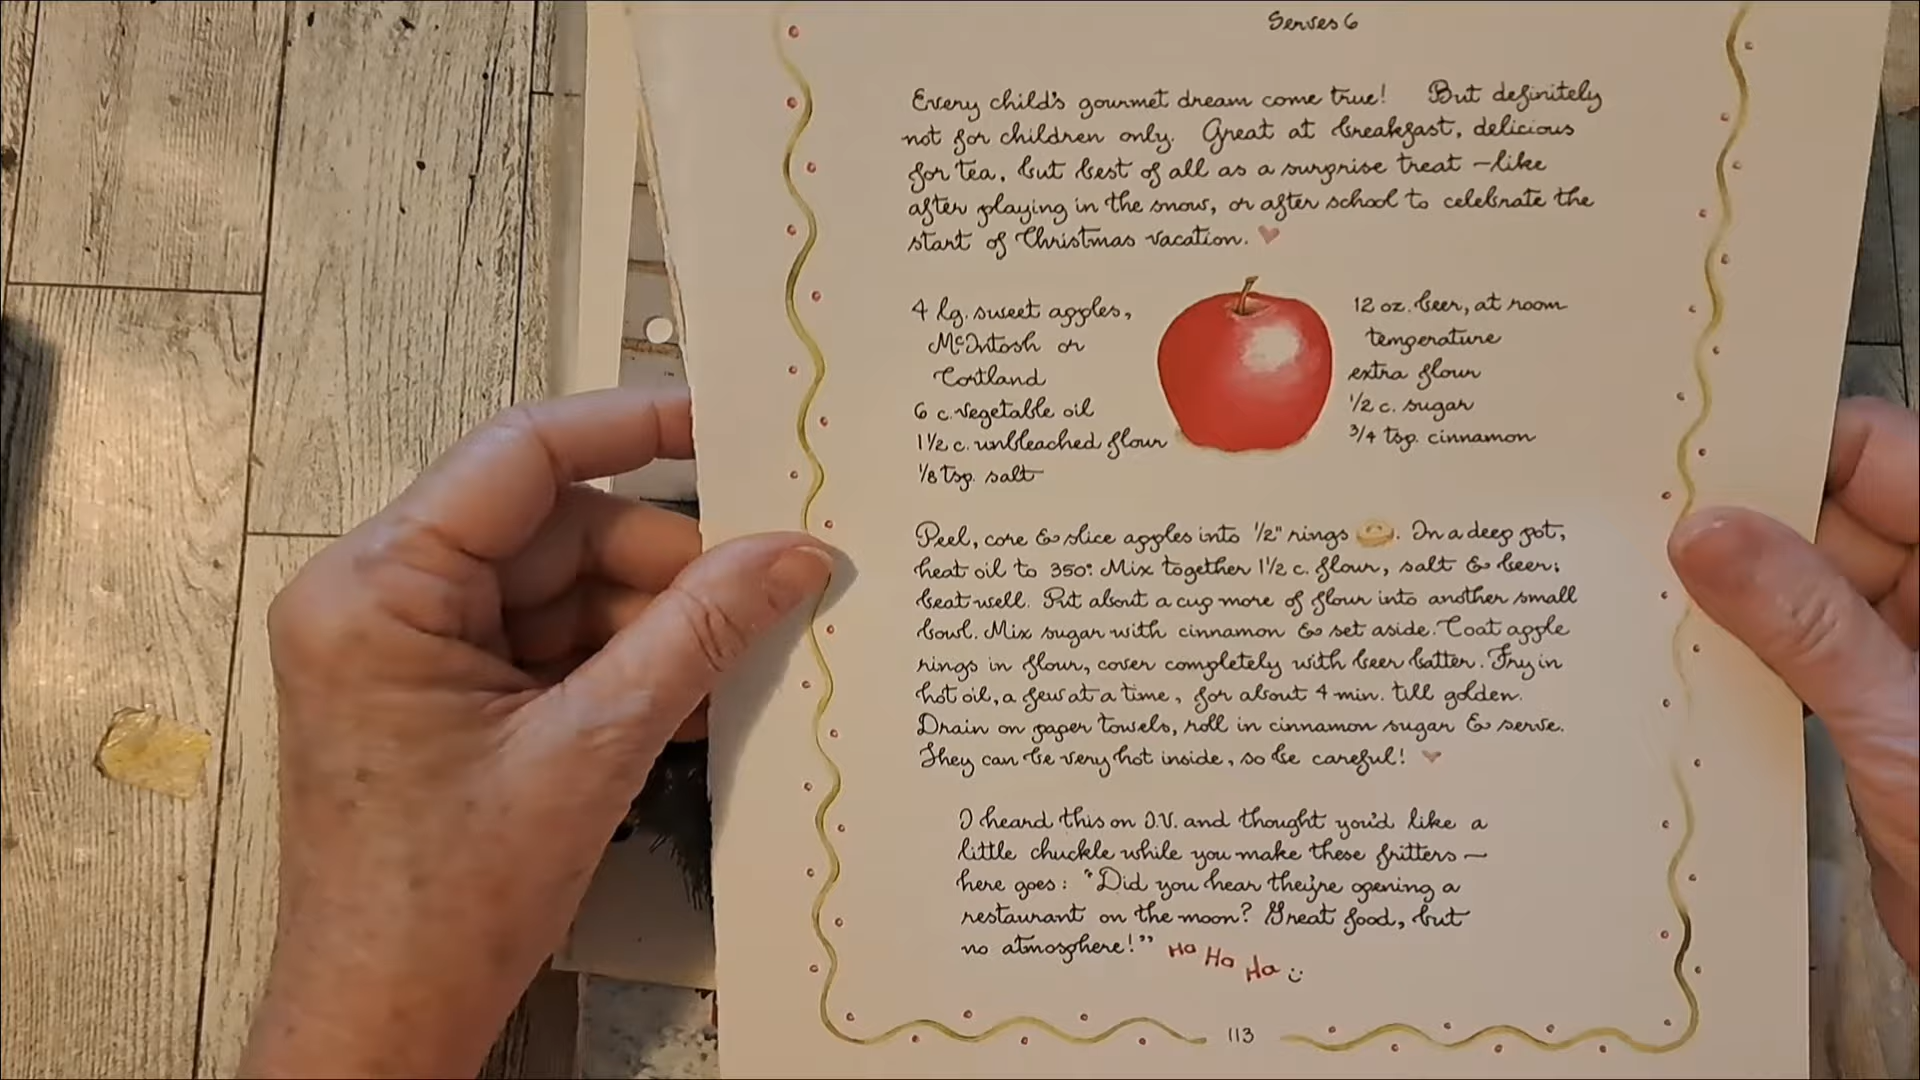 Serves 6
Every child's gourmet dream come true! But definitely
not for children only. Great at breakfast, delicious
for tea, but best of all as a surprise treat —like
after playing in the snow, or after school to celebrate the
start of Christmas vacation.
4 lg. sweet apples,
McIntosh or
Cortland
6 c. vegetable oil
1½ c. unbleached flour
⅛ tsp. salt
12 oz. beer, at room
temperature
extra flour
½ c. sugar
¾ tsp. cinnamon
Peel, core & slice apples into ½" rings. In a deep pot,
heat oil to 350°. Mix together 1½ c. flour, salt & beer;
beat well. Put about a cup more of flour into another small
bowl. Mix sugar with cinnamon & set aside. Coat apple
rings in flour, cover completely with beer batter. Fry in
hot oil, a few at a time, for about 4 min. till golden.
Drain on paper towels, roll in cinnamon sugar & serve.
They can be very hot inside, so be careful!
I heard this on T.V. and thought you'd like a
little chuckle while you make these fritters —
here goes: "Did you hear they're opening a
restaurant on the moon? Great food, but
no atmosphere!" Ha Ha Ha
113